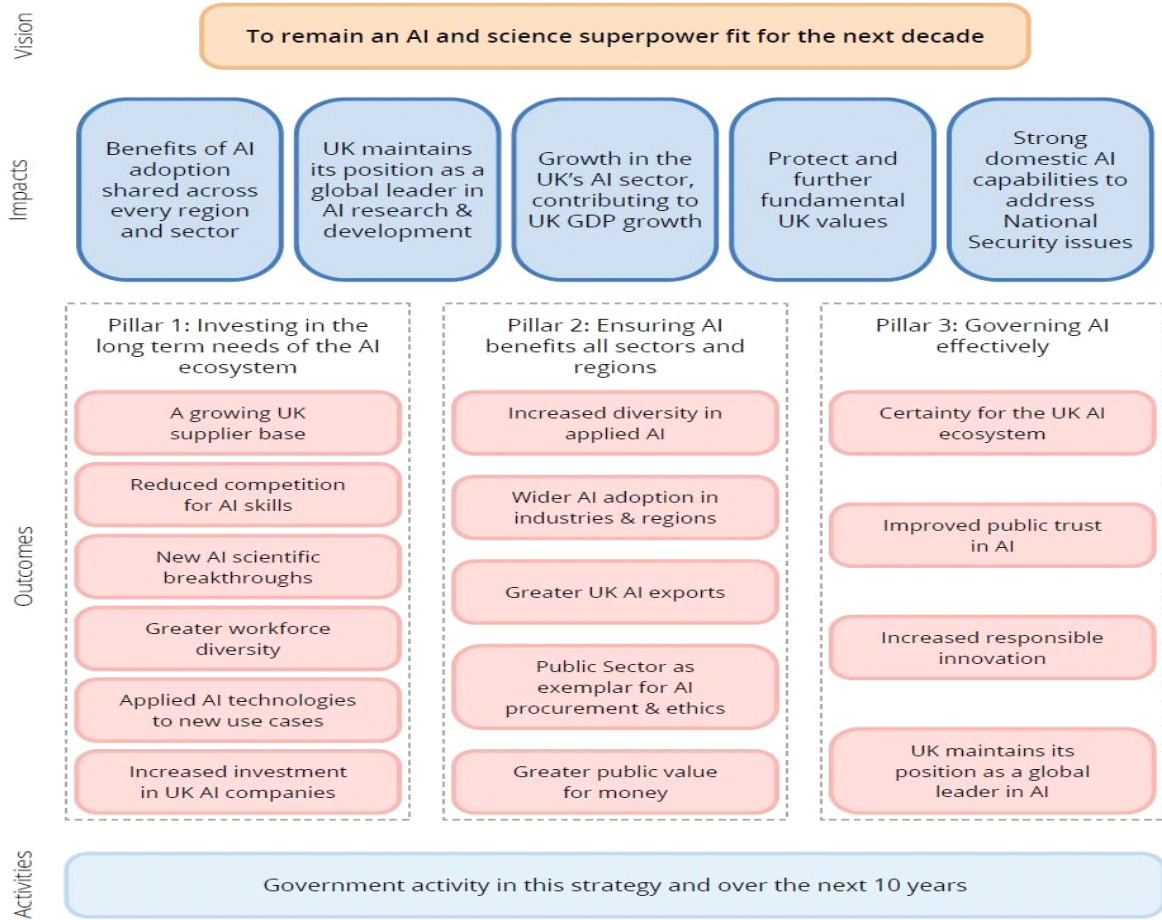 Vision
To remain an AI and science superpower fit for the next decade
Impacts
Benefits of AI
adoption
shared across
every region
and sector
UK maintains
its position as a
global leader in
AI research &
development
Growth in the
UK's AI sector,
contributing to
UK GDP growth
Protect and
further
fundamental
UK values
Strong
domestic AI
capabilities to
address
National
Security issues
Outcomes
Pillar 1: Investing in the
long term needs of the AI
ecosystem
A growing UK
supplier base
Reduced competition
for AI skills
New AI scientific
breakthroughs
Greater workforce
diversity
Applied AI technologies
to new use cases
Increased investment
in UK AI companies
Pillar 2: Ensuring AI
benefits all sectors and
regions
Increased diversity in
applied AI
Wider AI adoption in
industries & regions
Greater UK AI exports
Public Sector as
exemplar for AI
procurement & ethics
Greater public value
for money
Pillar 3: Governing AI
effectively
Certainty for the UK AI
ecosystem
Improved public trust
in AI
Increased responsible
innovation
UK maintains its
position as a global
leader in AI
Activities
Government activity in this strategy and over the next 10 years